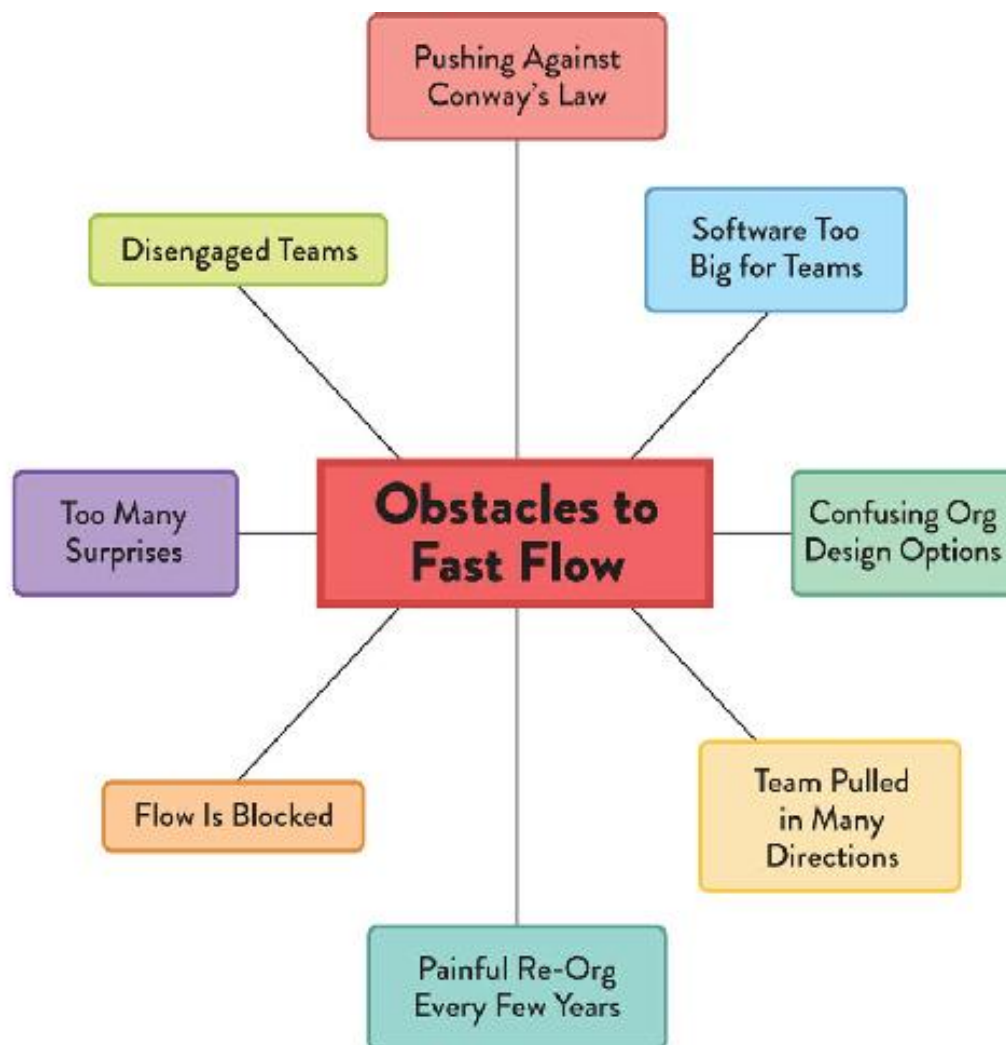 Pushing Against
Conway's Law
Disengaged Teams
Software Too
Big for Teams
Obstacles to
Fast Flow
Too Many
Surprises
Confusing Org
Design Options
Flow Is Blocked
Team Pulled
in Many
Directions
Painful Re-Org
Every Few Years